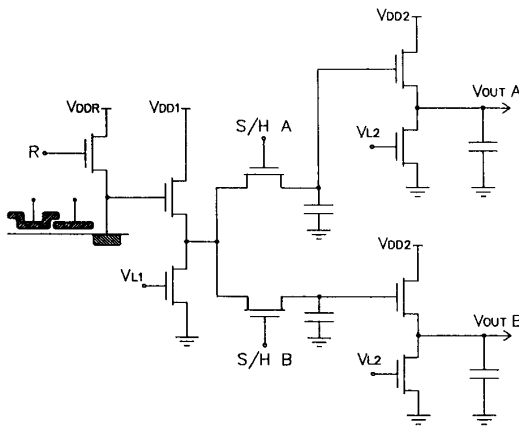 VDD2
VOUT A
VDDR
VDD1
S/H A
R
VL2
VDD2
VL1
VOUT B
S/H B
VL2